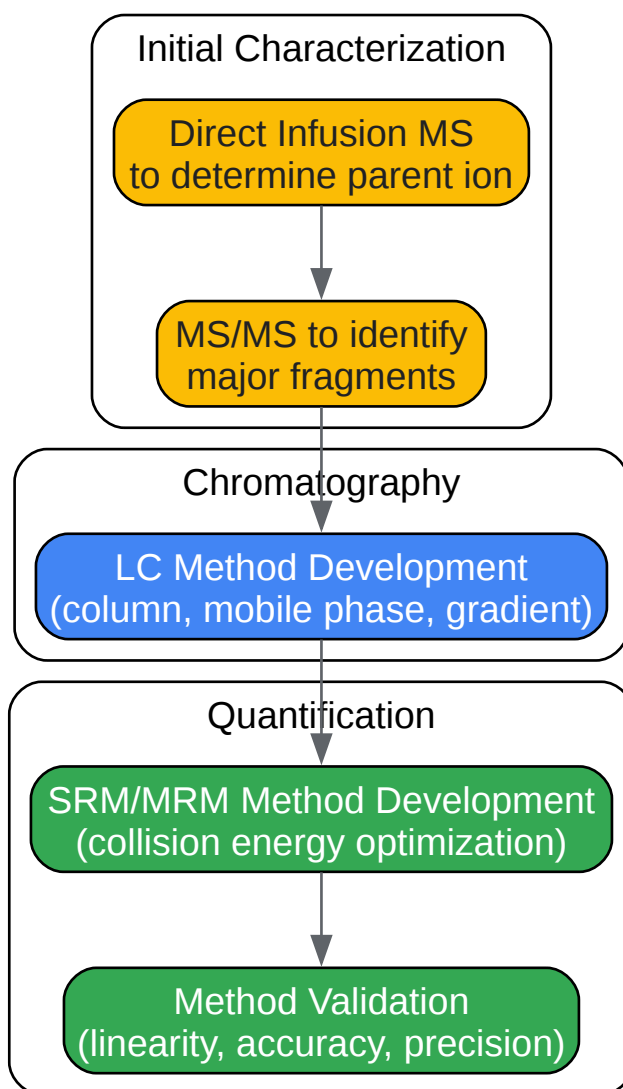 Initial Characterization
Direct Infusion MS
to determine parent ion
MS/MS to identify
major fragments
Chromatography
LC Method Development
(column, mobile phase, gradient)
Quantification
SRM/MRM Method Development
(collision energy optimization)
Method Validation
(linearity, accuracy, precision)